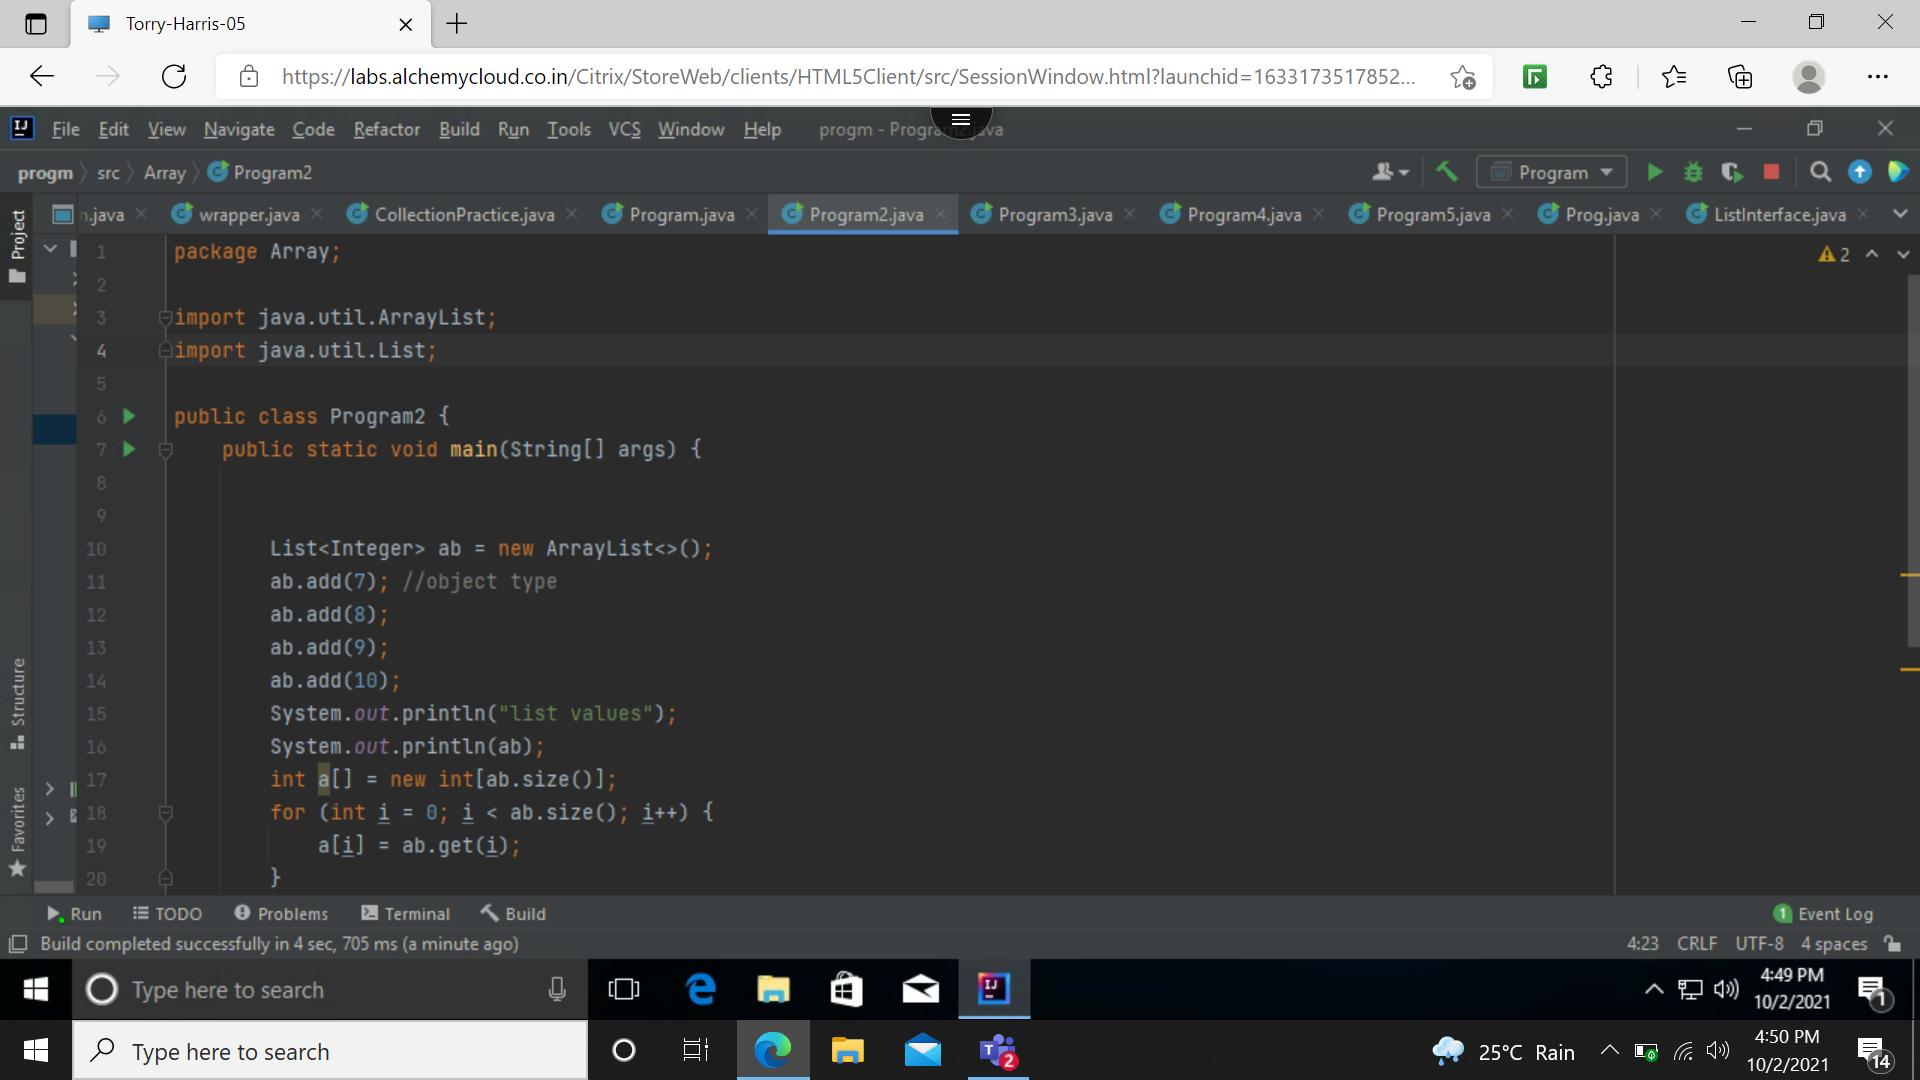 Torry-Harris-05
https://labs.alchemycloud.co.in/Citrix/StoreWeb/clients/HTML5Client/src/SessionWindow.html?launchid=1633173517852...
File Edit View Navigate Code Refactor Build Run Tools VCS Window Help progm - Program2.java
progm src Array Program2 Program
Project
n.java wrapper.java CollectionPractice.java Program.java Program2.java Program3.java Program4.java Program5.java Prog.java ListInterface.java
2
1 package Array;
2
3 import java.util.ArrayList;
4 import java.util.List;
5
6 public class Program2 {
7 public static void main(String[] args) {
8
9
10 List<Integer> ab = new ArrayList<>();
11 ab.add(7); //object type
12 ab.add(8);
13 ab.add(9);
14 ab.add(10);
15 System.out.println("list values");
16 System.out.println(ab);
17 int a[] = new int[ab.size()];
18 for (int i = 0; i < ab.size(); i++) {
19 a[i] = ab.get(i);
20 }
Structure
Favorites
Run TODO Problems Terminal Build 1 Event Log
Build completed successfully in 4 sec, 705 ms (a minute ago) 4:23 CRLF UTF-8 4 spaces
Type here to search 4:49 PM
10/2/2021 1
Type here to search 2 25°C Rain 4:50 PM
10/2/2021 14